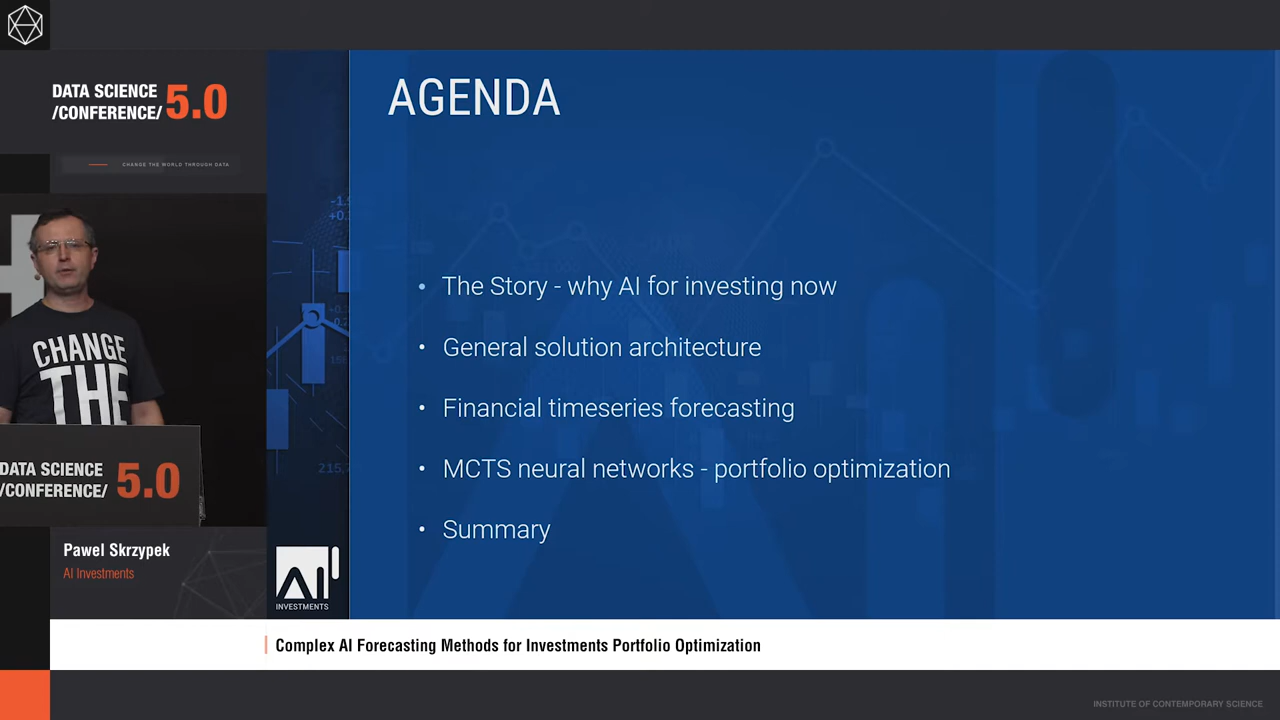 DATA SCIENCE
/CONFERENCE/ 5.0
CHANGE THE WORLD THROUGH DATA
CHANGE
THE
DATA SCIENCE
/CONFERENCE/ 5.0
Pawel Skrzypek
AI Investments
AGENDA
• The Story - why AI for investing now
• General solution architecture
• Financial timeseries forecasting
• MCTS neural networks - portfolio optimization
• Summary
AI
INVESTMENTS
Complex AI Forecasting Methods for Investments Portfolio Optimization
INSTITUTE OF CONTEMPORARY SCIENCE